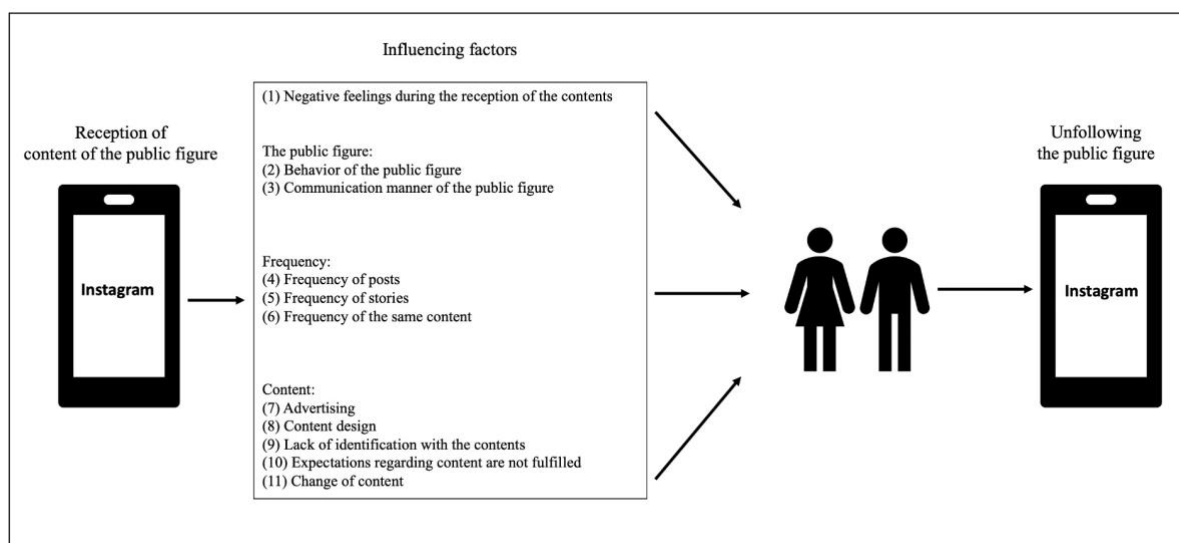 Influencing factors
Reception of
content of the public figure
Instagram
(1) Negative feelings during the reception of the contents
The public figure:
(2) Behavior of the public figure
(3) Communication manner of the public figure
Frequency:
(4) Frequency of posts
(5) Frequency of stories
(6) Frequency of the same content
Content:
(7) Advertising
(8) Content design
(9) Lack of identification with the contents
(10) Expectations regarding content are not fulfilled
(11) Change of content
Unfollowing
the public figure
Instagram